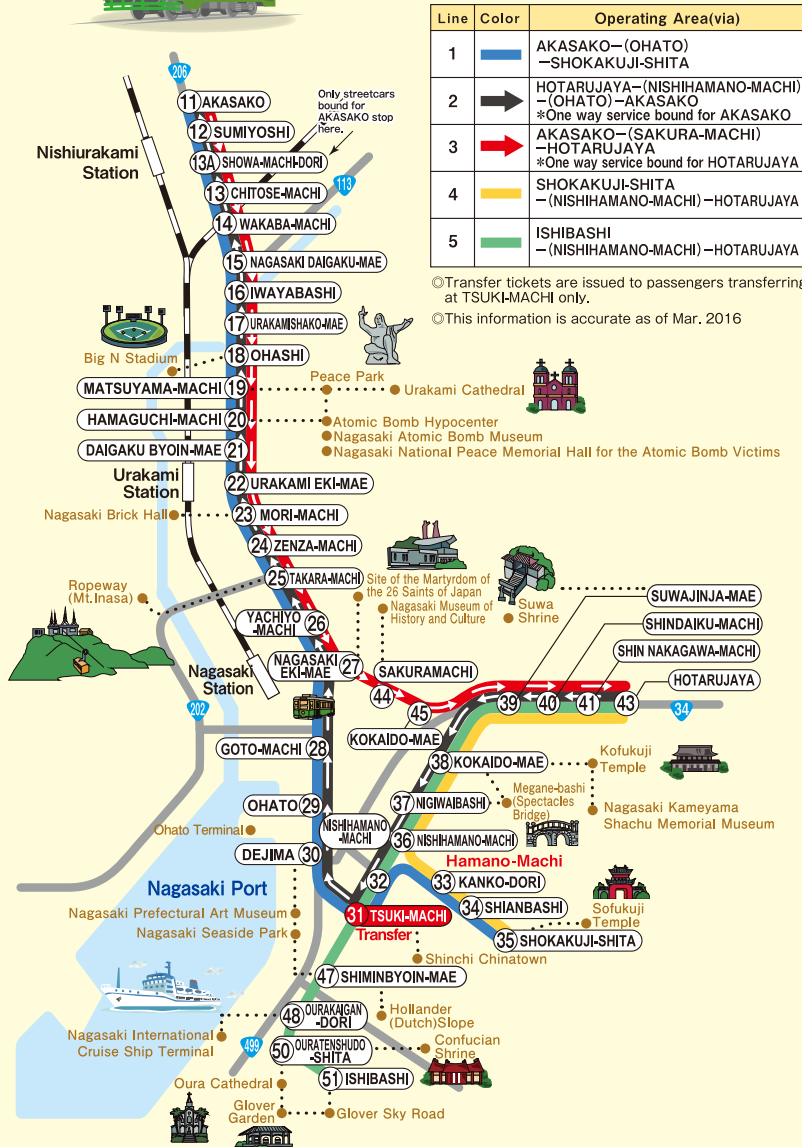 Line Color Operating Area(via)
1 AKASAKO–(OHATO)
–SHOKAKUJI-SHITA
2 HOTARUJAYA–(NISHIHAMANO-MACHI)
–(OHATO)–AKASAKO
*One way service bound for AKASAKO
3 AKASAKO–(SAKURA-MACHI)
–HOTARUJAYA
*One way service bound for HOTARUJAYA
4 SHOKAKUJI-SHITA
–(NISHIHAMANO-MACHI)–HOTARUJAYA
5 ISHIBASHI
–(NISHIHAMANO-MACHI)–HOTARUJAYA
◎Transfer tickets are issued to passengers transferring
at TSUKI-MACHI only.
◎This information is accurate as of Mar. 2016
206
11 AKASAKO
Only streetcars
bound for
AKASAKO stop
here.
12 SUMIYOSHI
Nishiurakami
Station
13A SHOWA-MACHI-DORI
113
13 CHITOSE-MACHI
14 WAKABA-MACHI
15 NAGASAKI DAIGAKU-MAE
16 IWAYABASHI
17 URAKAMISHAKO-MAE
18 OHASHI
Big N Stadium
MATSUYAMA-MACHI 19
Peace Park
Urakami Cathedral
HAMAGUCHI-MACHI 20
Atomic Bomb Hypocenter
Nagasaki Atomic Bomb Museum
DAIGAKU BYOIN-MAE 21
Nagasaki National Peace Memorial Hall for the Atomic Bomb Victims
Urakami
Station
22 URAKAMI EKI-MAE
Nagasaki Brick Hall
23 MORI-MACHI
24 ZENZA-MACHI
25 TAKARA-MACHI
Ropeway
(Mt.Inasa)
Site of the Martyrdom of
the 26 Saints of Japan
Nagasaki Museum of
History and Culture
Suwa
Shrine
SUWAJINJA-MAE
SHINDAIKU-MACHI
SHIN NAKAGAWA-MACHI
HOTARUJAYA
YACHIYO
-MACHI 26
NAGASAKI
EKI-MAE 27
Nagasaki
Station
SAKURAMACHI
44
45
39 40 41 43
34
202
KOKAIDO-MAE
GOTO-MACHI 28
38 KOKAIDO-MAE
Kofukuji
Temple
Megane-bashi
(Spectacles
Bridge)
Nagasaki Kameyama
Shachu Memorial Museum
OHATO 29
37 NIGIWAIBASHI
Ohato Terminal
NISHIHAMANO
-MACHI
36 NISHIHAMANO-MACHI
DEJIMA 30
Hamano-Machi
32
33 KANKO-DORI
Nagasaki Port
34 SHIANBASHI
Nagasaki Prefectural Art Museum
31 TSUKI-MACHI
Transfer
Sofukuji
Temple
Nagasaki Seaside Park
35 SHOKAKUJI-SHITA
Shinchi Chinatown
47 SHIMINBYOIN-MAE
48 OURAKAIGAN
-DORI
Hollander
(Dutch)Slope
Nagasaki International
Cruise Ship Terminal
499
50 OURATENSHUDO
-SHITA
Confucian
Shrine
51 ISHIBASHI
Oura Cathedral
Glover
Garden
Glover Sky Road